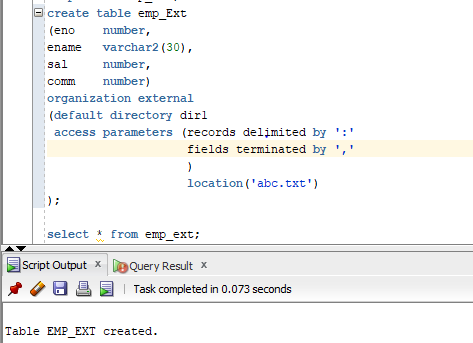 create table emp_Ext
(eno    number,
ename   varchar2(30),
sal     number,
comm    number)
organization external
(default directory dir1
 access parameters (records delimited by ':'
                    fields terminated by ','
                    )
                    location('abc.txt')
);
select * from emp_ext;
Script Output x Query Result x
Task completed in 0.073 seconds
Table EMP_EXT created.